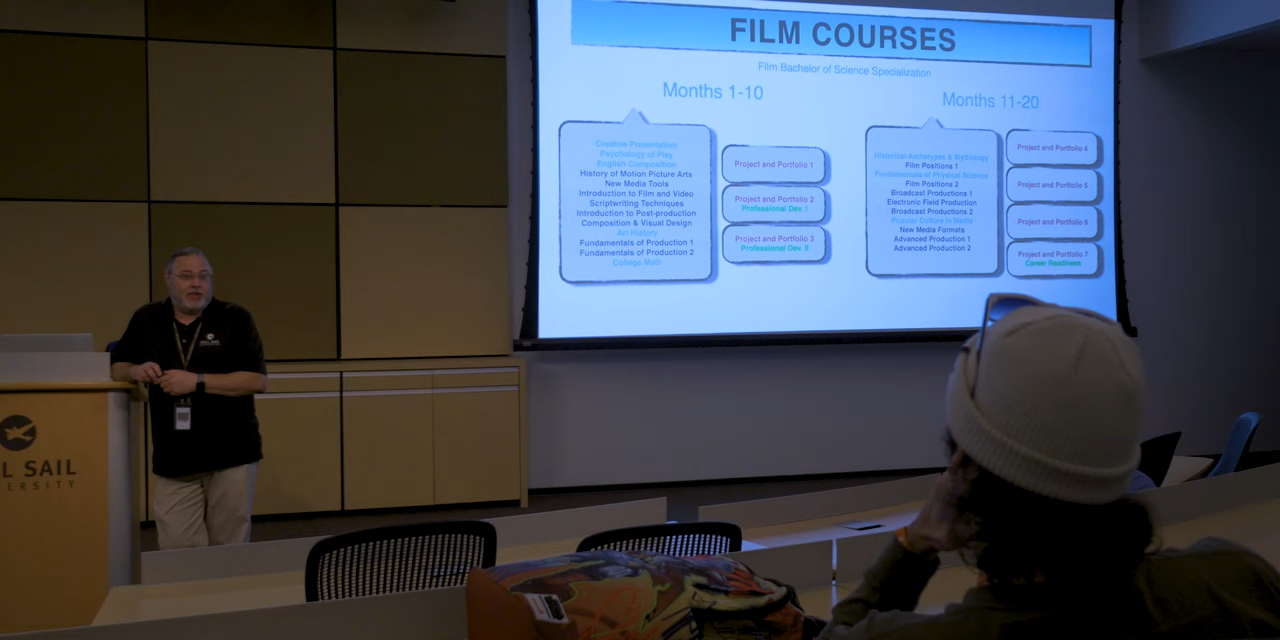 FILM COURSES
Film Bachelor of Science Specialization
Months 1-10
Creative Presentation
Psychology of Play
English Composition
History of Motion Picture Arts
New Media Tools
Introduction to Film and Video
Scriptwriting Techniques
Introduction to Post-production
Composition & Visual Design
Art History
Fundamentals of Production 1
Fundamentals of Production 2
College Math
Project and Portfolio 1
Project and Portfolio 2
Professional Dev. I
Project and Portfolio 3
Professional Dev. II
Months 11-20
Historical Archetypes & Mythology
Film Positions 1
Fundamentals of Physical Science
Film Positions 2
Broadcast Productions 1
Electronic Field Production
Broadcast Productions 2
Popular Culture in Media
New Media Formats
Advanced Production 1
Advanced Production 2
Project and Portfolio 4
Project and Portfolio 5
Project and Portfolio 6
Project and Portfolio 7
Career Readiness
L SAIL
ERSITY